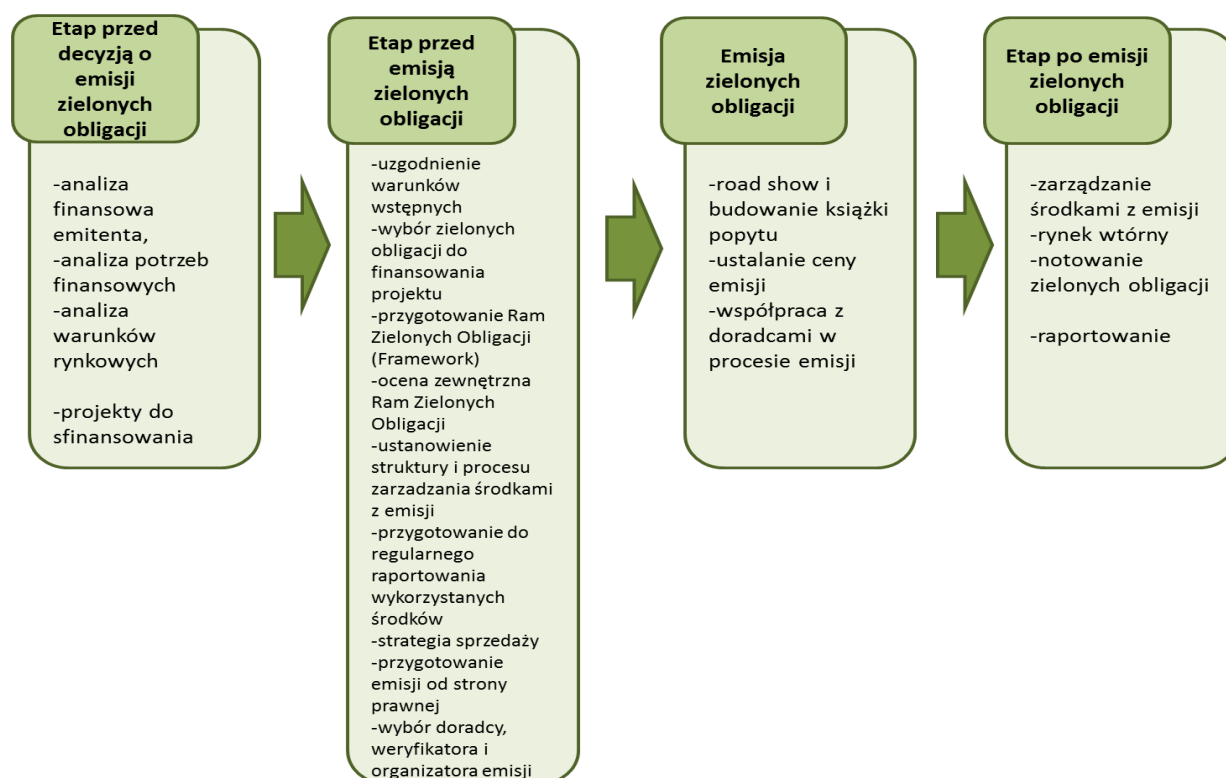 Etap przed
decyzją o
emisji
zielonych
obligacji
-analiza
finansowa
emitenta,
-analiza potrzeb
finansowych
-analiza
warunków
rynkowych
-projekty do
sfinansowania
Etap przed
emisją
zielonych
obligacji
-uzgodnienie
warunków
wstępnych
-wybór zielonych
obligacji do
finansowania
projektu
-przygotowanie Ram
Zielonych Obligacji
(Framework)
-ocena zewnętrzna
Ram Zielonych
Obligacji
-ustanowienie
struktury i procesu
zarzadzania środkami
z emisji
-przygotowanie do
regularnego
raportowania
wykorzystanych
środków
-strategia sprzedaży
-przygotowanie
emisji od strony
prawnej
-wybór doradcy,
weryfikatora i
organizatora emisji
Emisja
zielonych
obligacji
-road show i
budowanie książki
popytu
-ustalanie ceny
emisji
-współpraca z
doradcami w
procesie emisji
Etap po emisji
zielonych
obligacji
-zarządzanie
środkami z emisji
-rynek wtórny
-notowanie
zielonych obligacji
-raportowanie